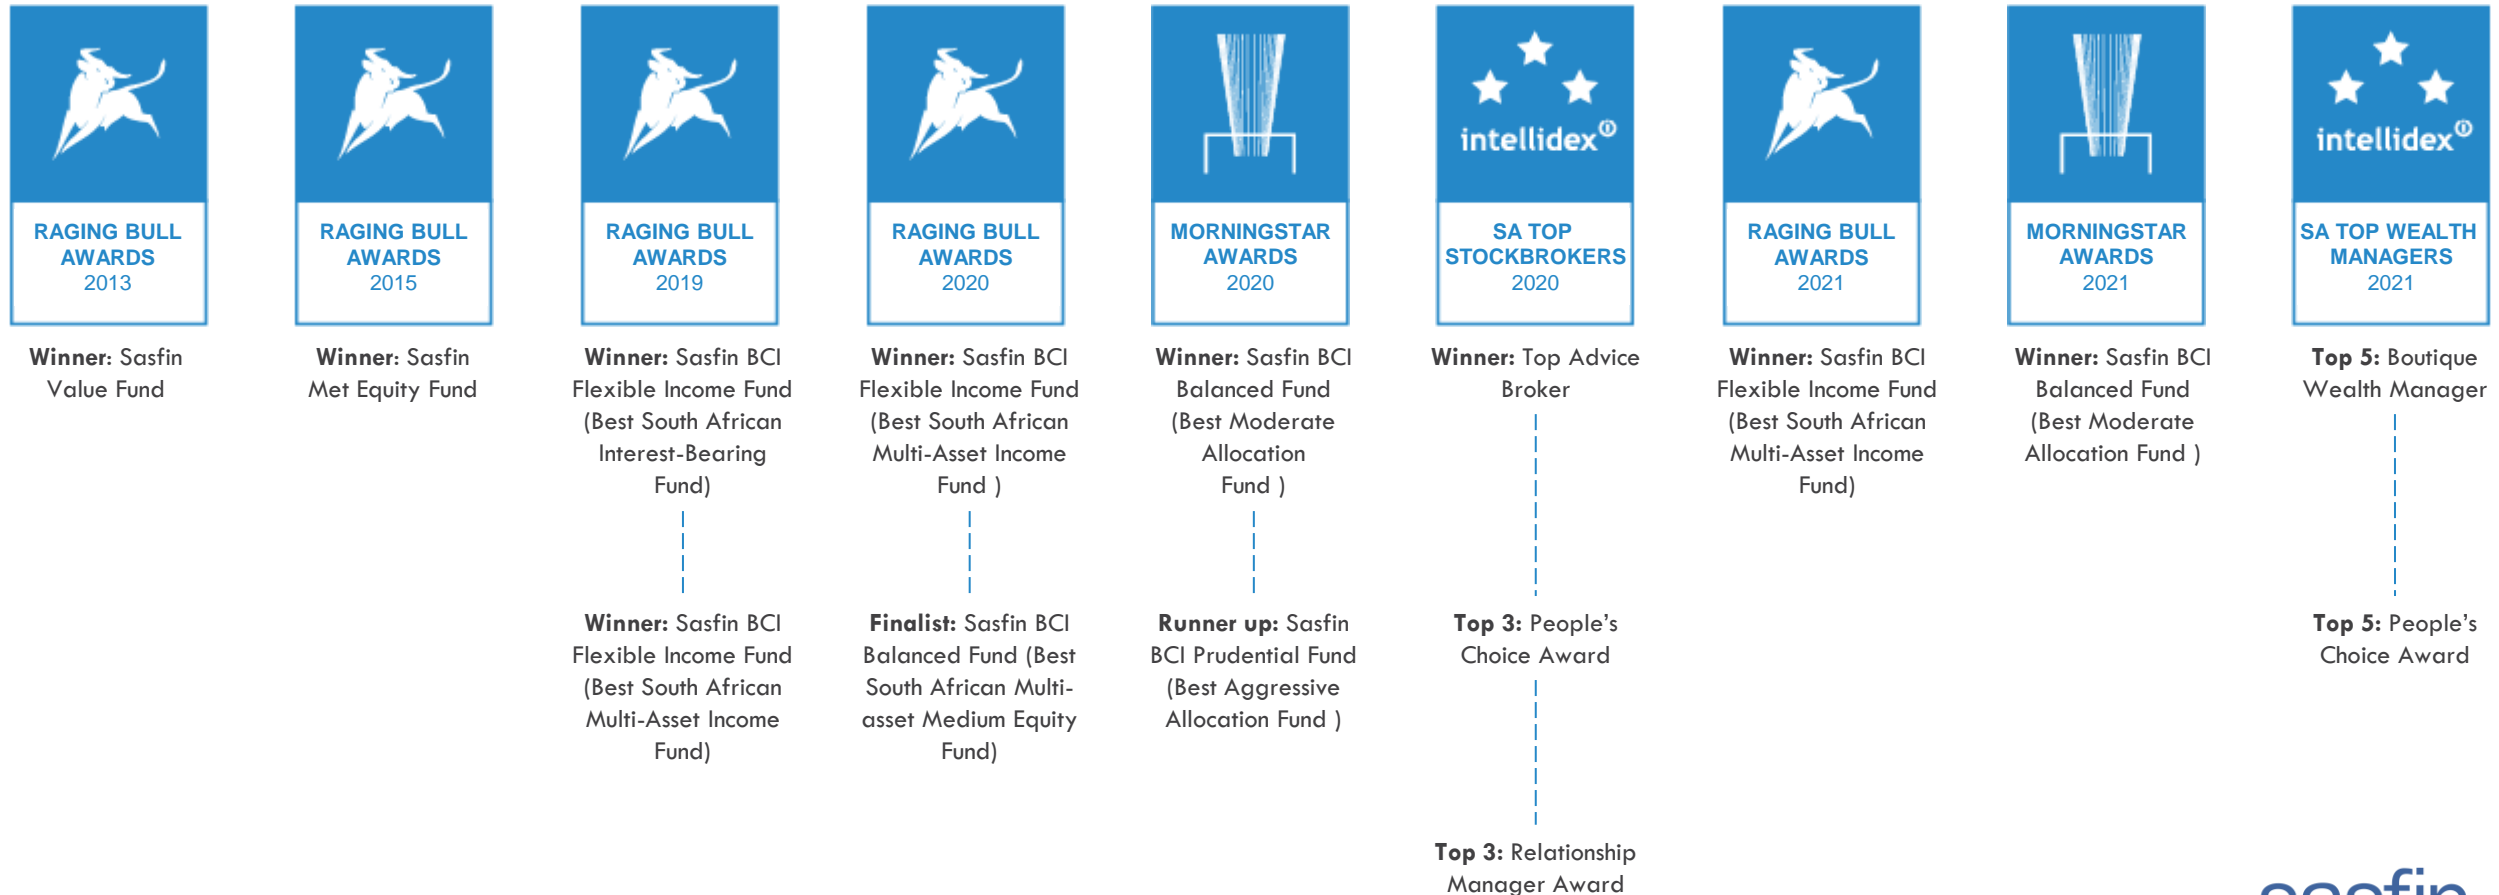 RAGING BULL
AWARDS
2013
Winner: Sasfin
Value Fund
RAGING BULL
AWARDS
2015
Winner: Sasfin
Met Equity Fund
RAGING BULL
AWARDS
2019
Winner: Sasfin BCI
Flexible Income Fund
(Best South African
Interest-Bearing
Fund)
Winner: Sasfin BCI
Flexible Income Fund
(Best South African
Multi-Asset Income
Fund)
RAGING BULL
AWARDS
2020
Winner: Sasfin BCI
Flexible Income Fund
(Best South African
Multi-Asset Income
Fund )
Finalist: Sasfin BCI
Balanced Fund (Best
South African Multi-
asset Medium Equity
Fund)
MORNINGSTAR
AWARDS
2020
Winner: Sasfin BCI
Balanced Fund
(Best Moderate
Allocation
Fund )
Runner up: Sasfin
BCI Prudential Fund
(Best Aggressive
Allocation Fund )
intellidex
SA TOP
STOCKBROKERS
2020
Winner: Top Advice
Broker
Top 3: People’s
Choice Award
Top 3: Relationship
Manager Award
RAGING BULL
AWARDS
2021
Winner: Sasfin BCI
Flexible Income Fund
(Best South African
Multi-Asset Income
Fund)
MORNINGSTAR
AWARDS
2021
Winner: Sasfin BCI
Balanced Fund
(Best Moderate
Allocation Fund )
intellidex
SA TOP WEALTH
MANAGERS
2021
Top 5: Boutique
Wealth Manager
Top 5: People’s
Choice Award
sasfin